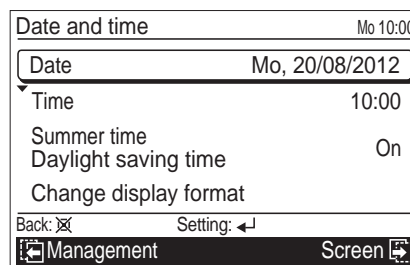 Date and time Mo 10:00
Date Mo, 20/08/2012
Time 10:00
Summer time
Daylight saving time On
Change display format
Back: Setting:
Management Screen